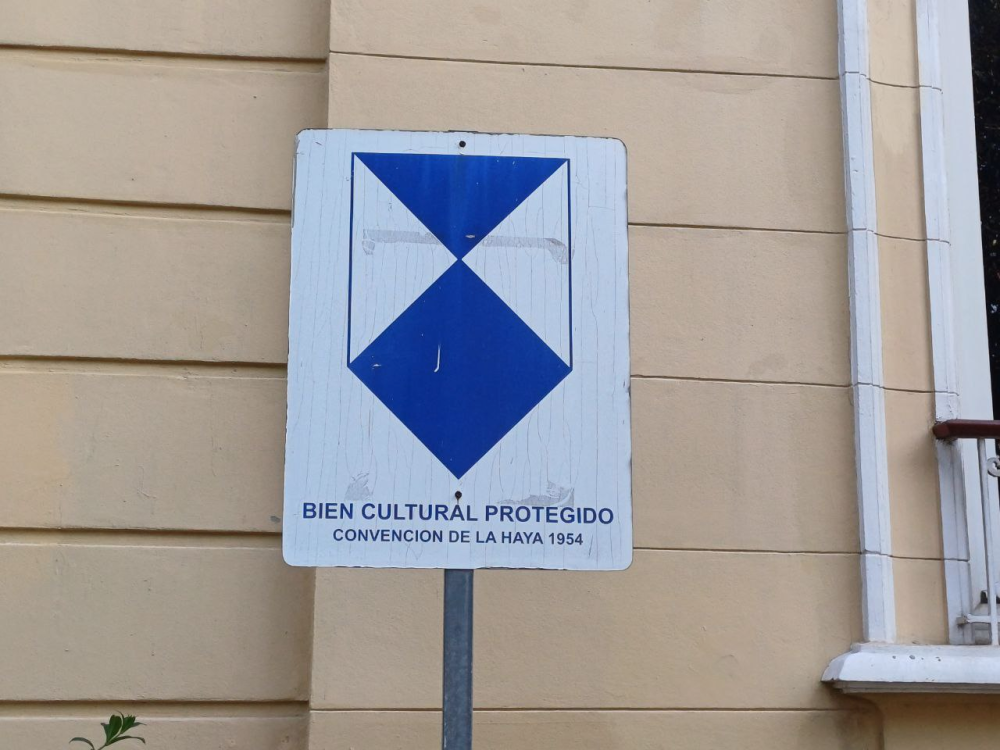 BIEN CULTURAL PROTEGIDO
CONVENCION DE LA HAYA 1954